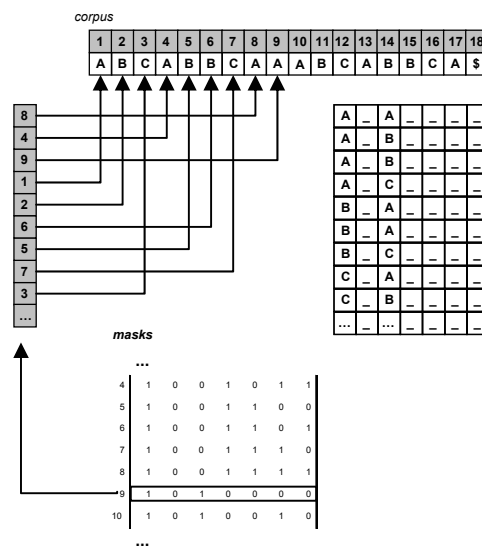 corpus
1 2 3 4 5 6 7 8 9 10 11 12 13 14 15 16 17 18
A B C A B B C A A A B C A B B C A $
8
4
9
1
2
6
5
7
3
...
A _ A _ _ _ _
A _ B _ _ _ _
A _ B _ _ _ _
A _ C _ _ _ _
B _ A _ _ _ _
B _ A _ _ _ _
B _ C _ _ _ _
C _ A _ _ _ _
C _ B _ _ _ _
... _ ... _ _ _ _
masks
...
4 1 0 0 1 0 1 1
5 1 0 0 1 1 0 0
6 1 0 0 1 1 0 1
7 1 0 0 1 1 1 0
8 1 0 0 1 1 1 1
9 1 0 1 0 0 0 0
10 1 0 1 0 0 1 0
...